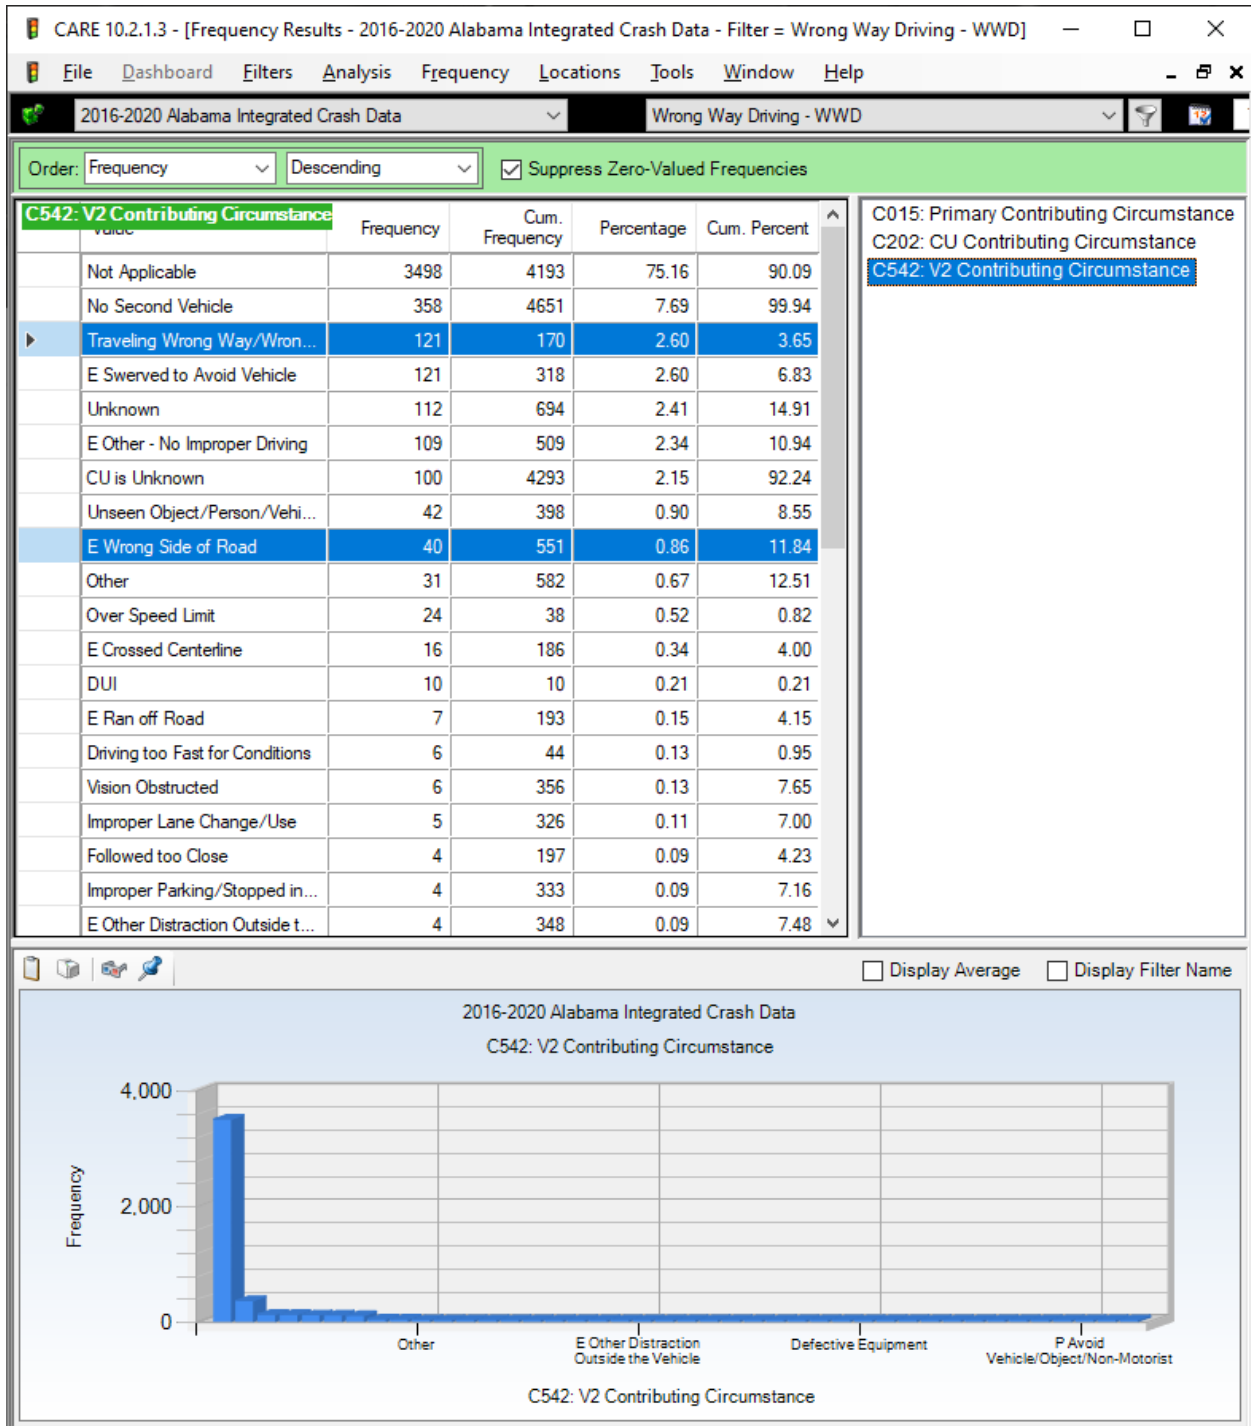 CARE 10.2.1.3 - [Frequency Results - 2016-2020 Alabama Integrated Crash Data - Filter = Wrong Way Driving - WWD]
File Dashboard Filters Analysis Frequency Locations Tools Window Help
2016-2020 Alabama Integrated Crash Data Wrong Way Driving - WWD
Order: Frequency Descending Suppress Zero-Valued Frequencies
C542: V2 Contributing Circumstance
Value Frequency Cum. Frequency Percentage Cum. Percent
Not Applicable 3498 4193 75.16 90.09
No Second Vehicle 358 4651 7.69 99.94
Traveling Wrong Way/Wron... 121 170 2.60 3.65
E Swerved to Avoid Vehicle 121 318 2.60 6.83
Unknown 112 694 2.41 14.91
E Other - No Improper Driving 109 509 2.34 10.94
CU is Unknown 100 4293 2.15 92.24
Unseen Object/Person/Vehi... 42 398 0.90 8.55
E Wrong Side of Road 40 551 0.86 11.84
Other 31 582 0.67 12.51
Over Speed Limit 24 38 0.52 0.82
E Crossed Centerline 16 186 0.34 4.00
DUI 10 10 0.21 0.21
E Ran off Road 7 193 0.15 4.15
Driving too Fast for Conditions 6 44 0.13 0.95
Vision Obstructed 6 356 0.13 7.65
Improper Lane Change/Use 5 326 0.11 7.00
Followed too Close 4 197 0.09 4.23
Improper Parking/Stopped in... 4 333 0.09 7.16
E Other Distraction Outside t... 4 348 0.09 7.48
C015: Primary Contributing Circumstance
C202: CU Contributing Circumstance
C542: V2 Contributing Circumstance
Display Average Display Filter Name
2016-2020 Alabama Integrated Crash Data
C542: V2 Contributing Circumstance
Frequency
4,000
2,000
0
Other
E Other Distraction
Outside the Vehicle
Defective Equipment
P Avoid
Vehicle/Object/Non-Motorist
C542: V2 Contributing Circumstance